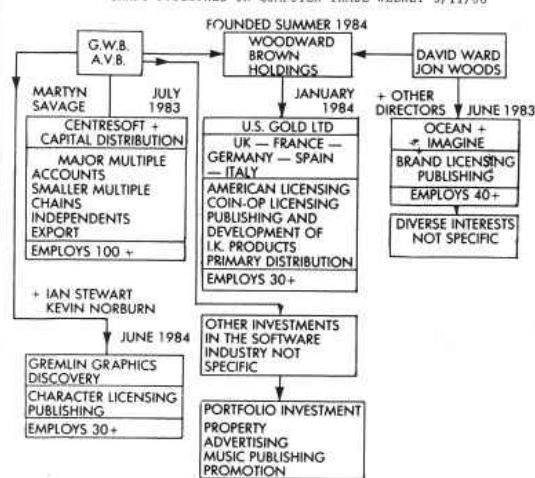 FOUNDED SUMMER 1984
G.W.B.
A.V.B.
WOODWARD
BROWN
HOLDINGS
DAVID WARD
JON WOODS
MARTYN
SAVAGE
JULY
1983
CENTRESOFT +
CAPITAL DISTRIBUTION
MAJOR MULTIPLE
ACCOUNTS
SMALLER MULTIPLE
CHAINS
INDEPENDENTS
EXPORT
EMPLOYS 100 +
JANUARY
1984
U.S. GOLD LTD
UK — FRANCE —
GERMANY — SPAIN
— ITALY
AMERICAN LICENSING
COIN-OP LICENSING
PUBLISHING AND
DEVELOPMENT OF
I.K. PRODUCTS
PRIMARY DISTRIBUTION
EMPLOYS 30+
+ OTHER
DIRECTORS
JUNE 1983
OCEAN +
IMAGINE
BRAND LICENSING
PUBLISHING
EMPLOYS 40+
DIVERSE INTERESTS
NOT SPECIFIC
+ IAN STEWART
KEVIN NORBURN
JUNE 1984
GREMLIN GRAPHICS
DISCOVERY
CHARACTER LICENSING
PUBLISHING
EMPLOYS 30+
OTHER INVESTMENTS
IN THE SOFTWARE
INDUSTRY NOT
SPECIFIC
PORTFOLIO INVESTMENT
PROPERTY
ADVERTISING
MUSIC PUBLISHING
PROMOTION